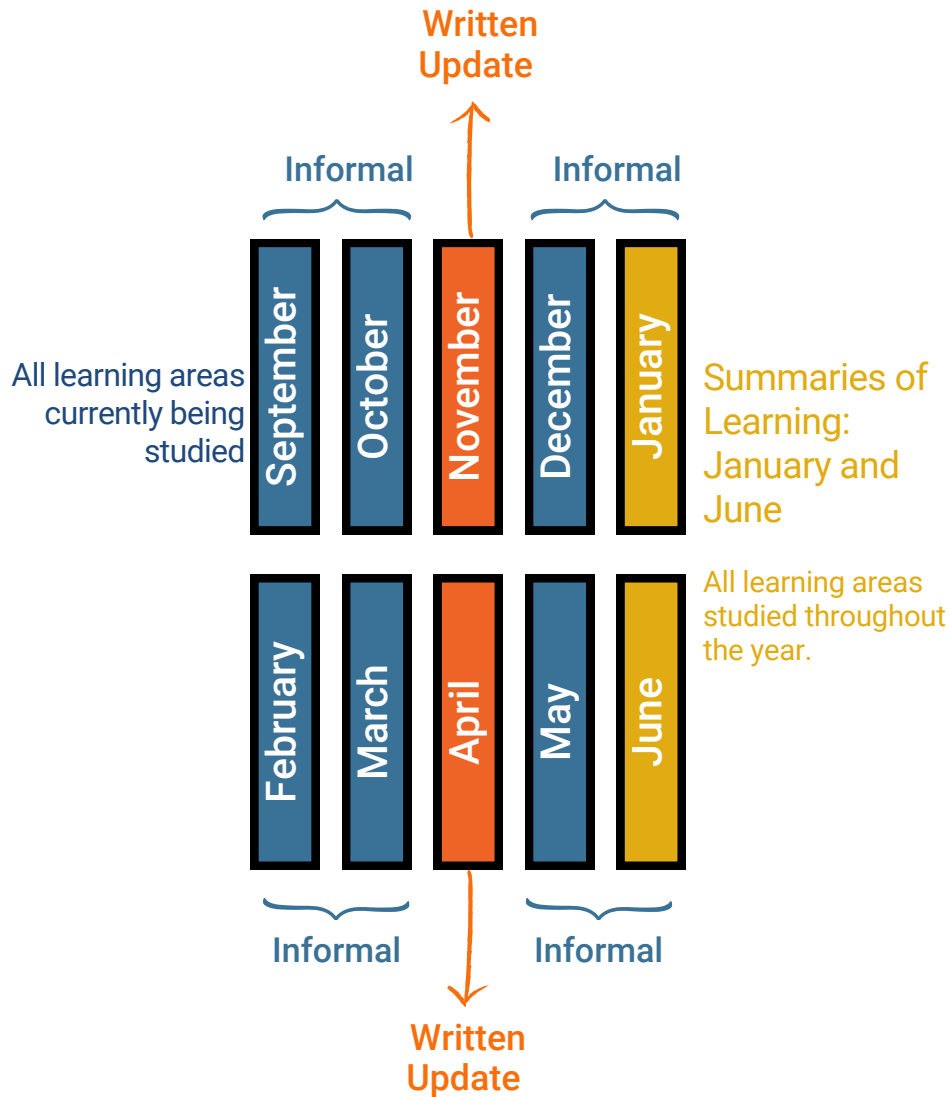 Written
Update
Informal
Informal
September
October
November
December
January
All learning areas
currently being
studied
Summaries of
Learning:
January and
June
All learning areas
studied throughout
the year.
February
March
April
May
June
Informal
Informal
Written
Update